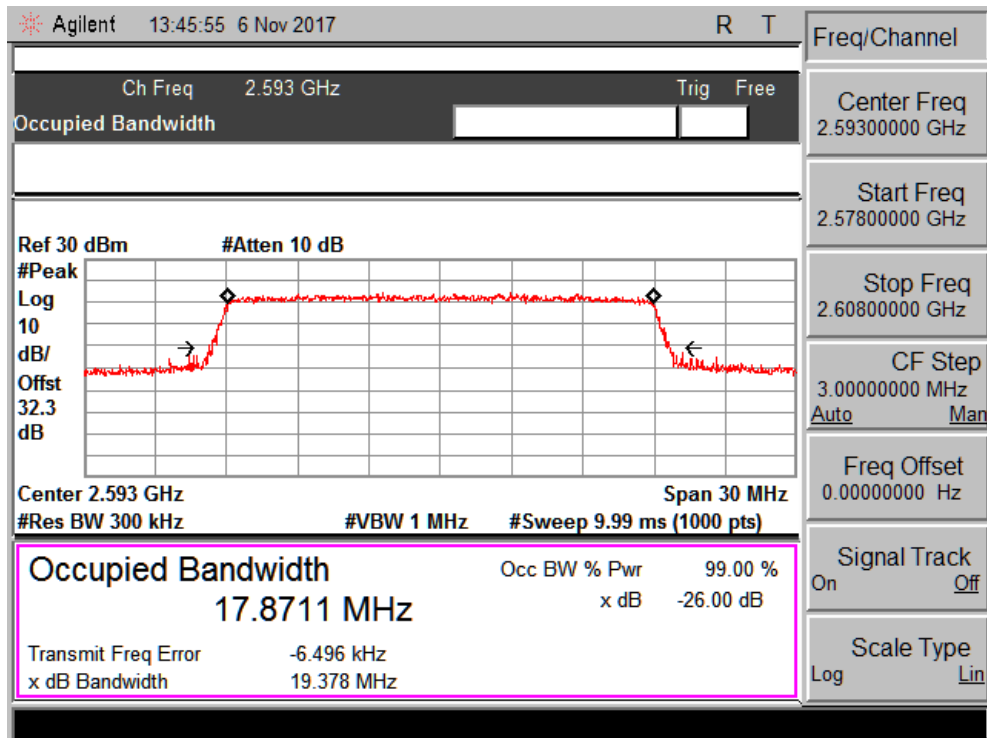 Agilent 13:45:55 6 Nov 2017 R T
Ch Freq 2.593 GHz Trig Free
Occupied Bandwidth
Ref 30 dBm #Atten 10 dB
#Peak
Log
10
dB/
Offst
32.3
dB
Center 2.593 GHz Span 30 MHz
#Res BW 300 kHz #VBW 1 MHz #Sweep 9.99 ms (1000 pts)
Occupied Bandwidth Occ BW % Pwr 99.00 %
17.8711 MHz x dB -26.00 dB
Transmit Freq Error -6.496 kHz
x dB Bandwidth 19.378 MHz
Freq/Channel
Center Freq
2.59300000 GHz
Start Freq
2.57800000 GHz
Stop Freq
2.60800000 GHz
CF Step
3.00000000 MHz
Auto Man
Freq Offset
0.00000000 Hz
Signal Track
On Off
Scale Type
Log Lin